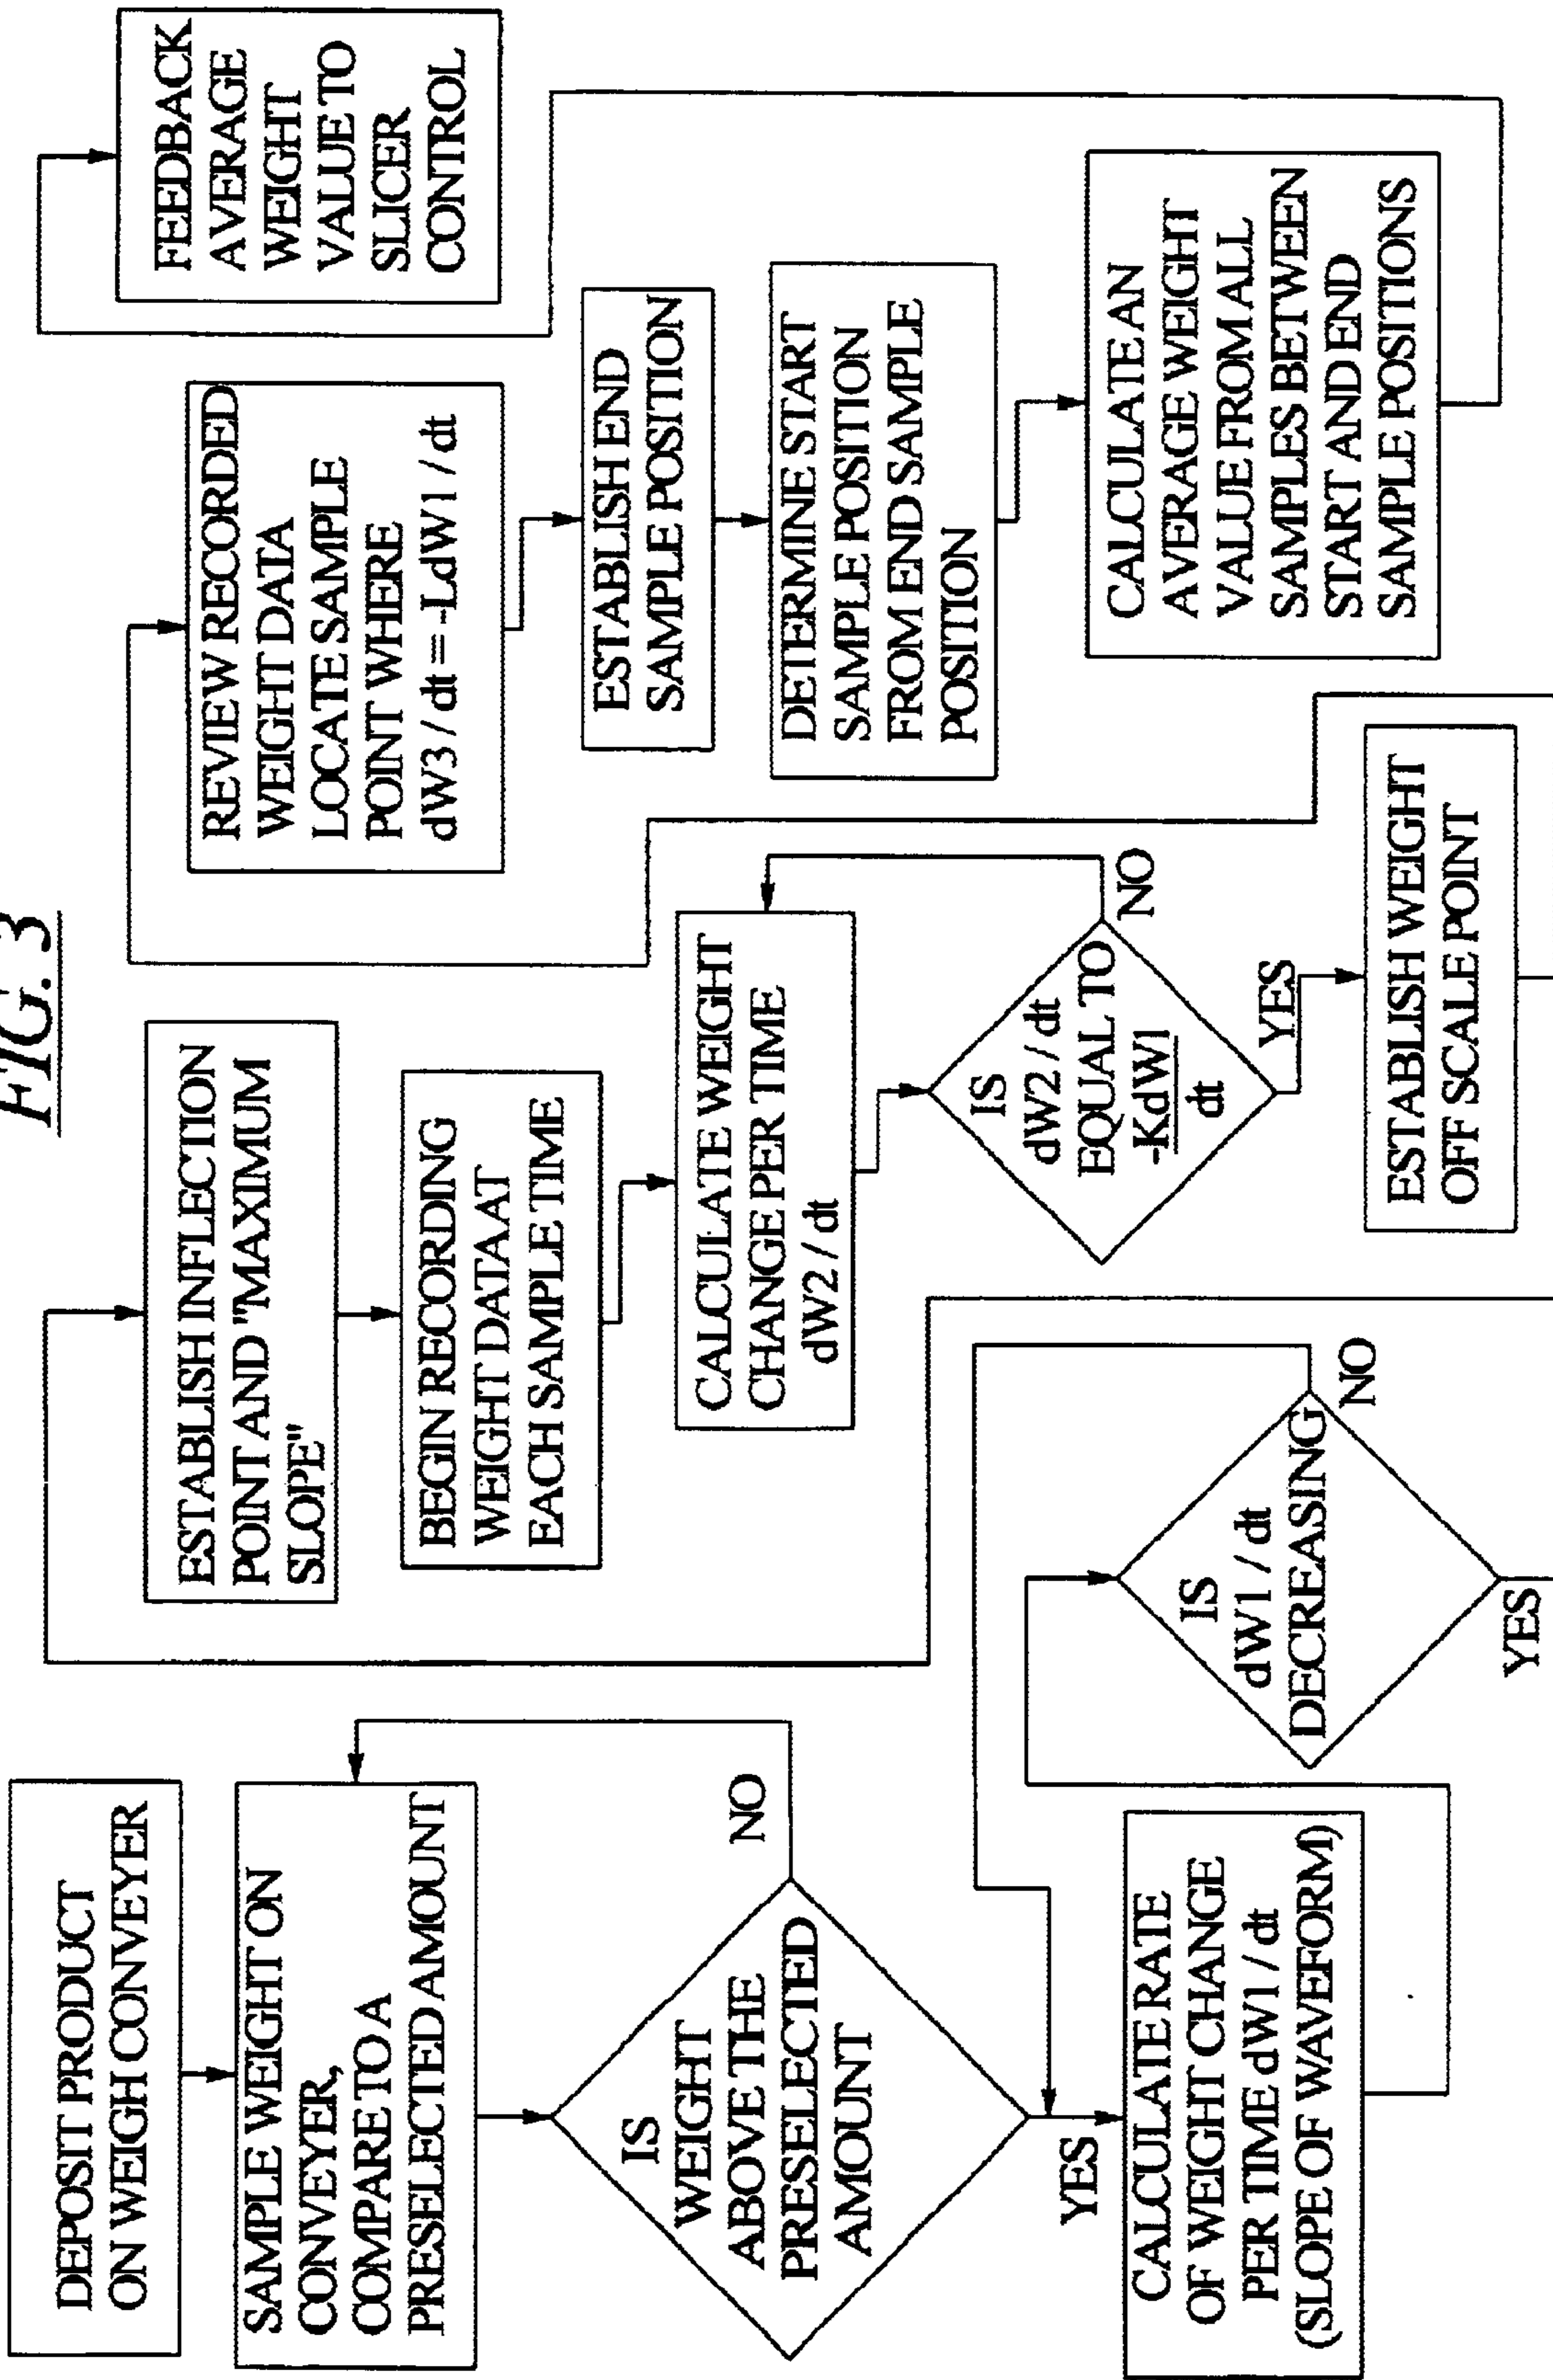 FIG. 3
DEPOSIT PRODUCT
ON WEIGH CONVEYER
SAMPLE WEIGHT ON
CONVEYER,
COMPARE TO A
PRESELECTED AMOUNT
IS
WEIGHT
ABOVE THE
PRESELECTED
AMOUNT
NO
YES
CALCULATE RATE
OF WEIGHT CHANGE
PER TIME dW1 / dt
(SLOPE OF WAVEFORM)
IS
dW1 / dt
DECREASING
NO
YES
ESTABLISH INFLECTION
POINT AND "MAXIMUM
SLOPE"
BEGIN RECORDING
WEIGHT DATA AT
EACH SAMPLE TIME
CALCULATE WEIGHT
CHANGE PER TIME
dW2 / dt
IS
dW2 / dt
EQUAL TO
-KdW1
dt
NO
YES
ESTABLISH WEIGHT
OFF SCALE POINT
REVIEW RECORDED
WEIGHT DATA
LOCATE SAMPLE
POINT WHERE
dW3 / dt = -LdW1 / dt
ESTABLISH END
SAMPLE POSITION
DETERMINE START
SAMPLE POSITION
FROM END SAMPLE
POSITION
CALCULATE AN
AVERAGE WEIGHT
VALUE FROM ALL
SAMPLES BETWEEN
START AND END
SAMPLE POSITIONS
FEEDBACK
AVERAGE
WEIGHT
VALUE TO
SLICER
CONTROL